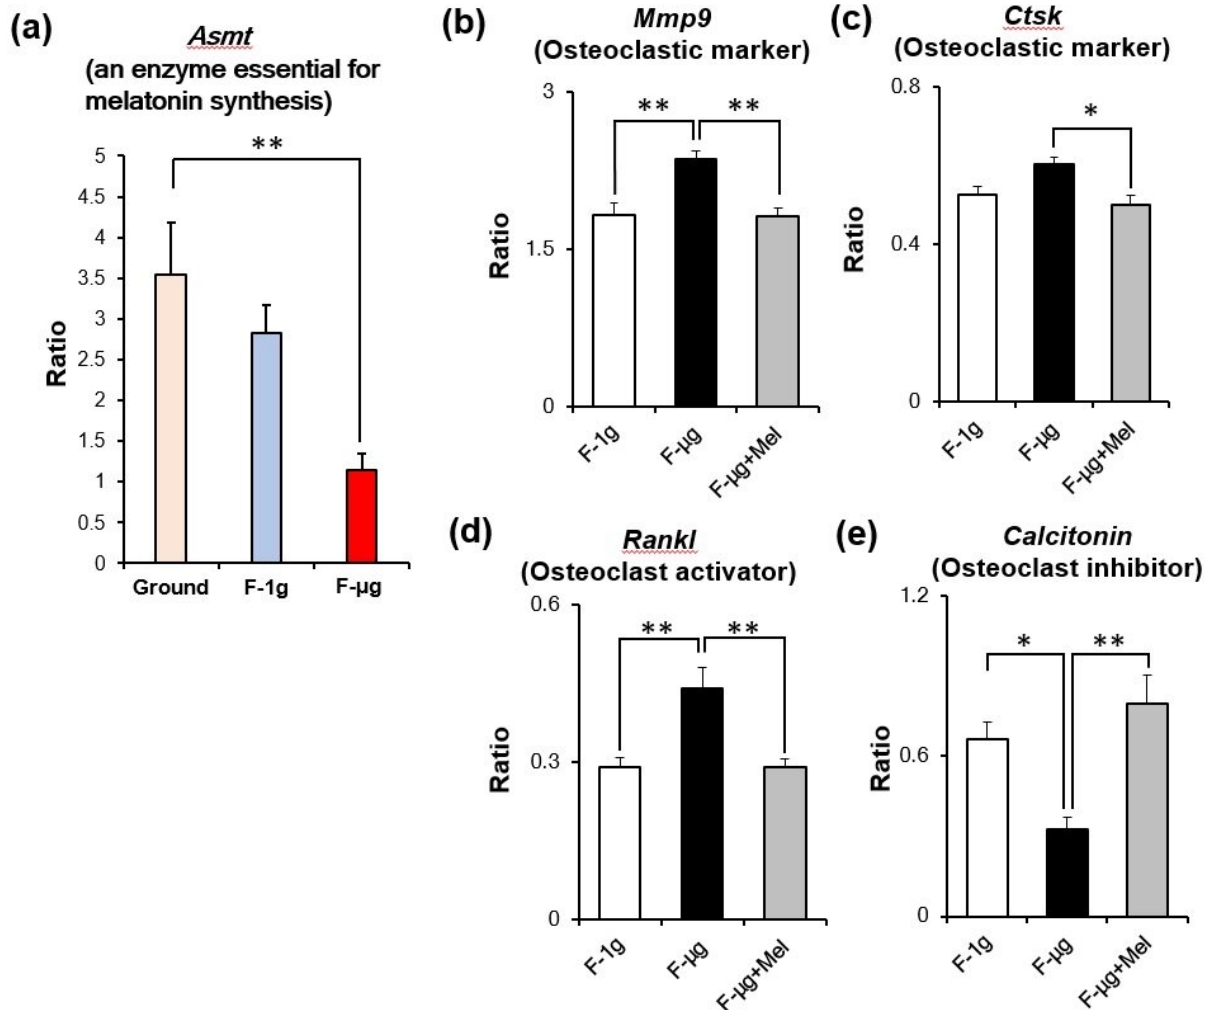 (a)
Asmt
(an enzyme essential for
melatonin synthesis)
**
5
4.5
4
3.5
3
2.5
2
1.5
1
0.5
0
Ratio
Ground F-1g F-µg
(b)
Mmp9
(Osteoclastic marker)
3
1.5
0
Ratio
** **
F-1g F-µg F-µg+Mel
(c)
Ctsk
(Osteoclastic marker)
0.8
0.4
0
Ratio
*
F-1g F-µg F-µg+Mel
(d)
Rankl
(Osteoclast activator)
0.6
0.3
0
Ratio
** **
F-1g F-µg F-µg+Mel
(e)
Calcitonin
(Osteoclast inhibitor)
1.2
0.6
0
Ratio
* **
F-1g F-µg F-µg+Mel